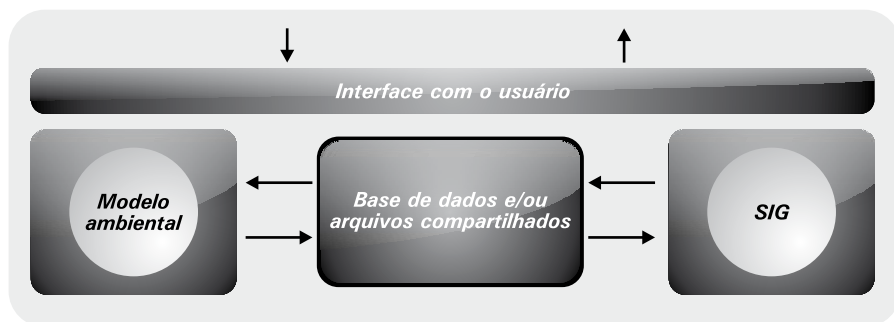 Interface com o usuário
Modelo
ambiental
Base de dados e/ou
arquivos compartilhados
SIG